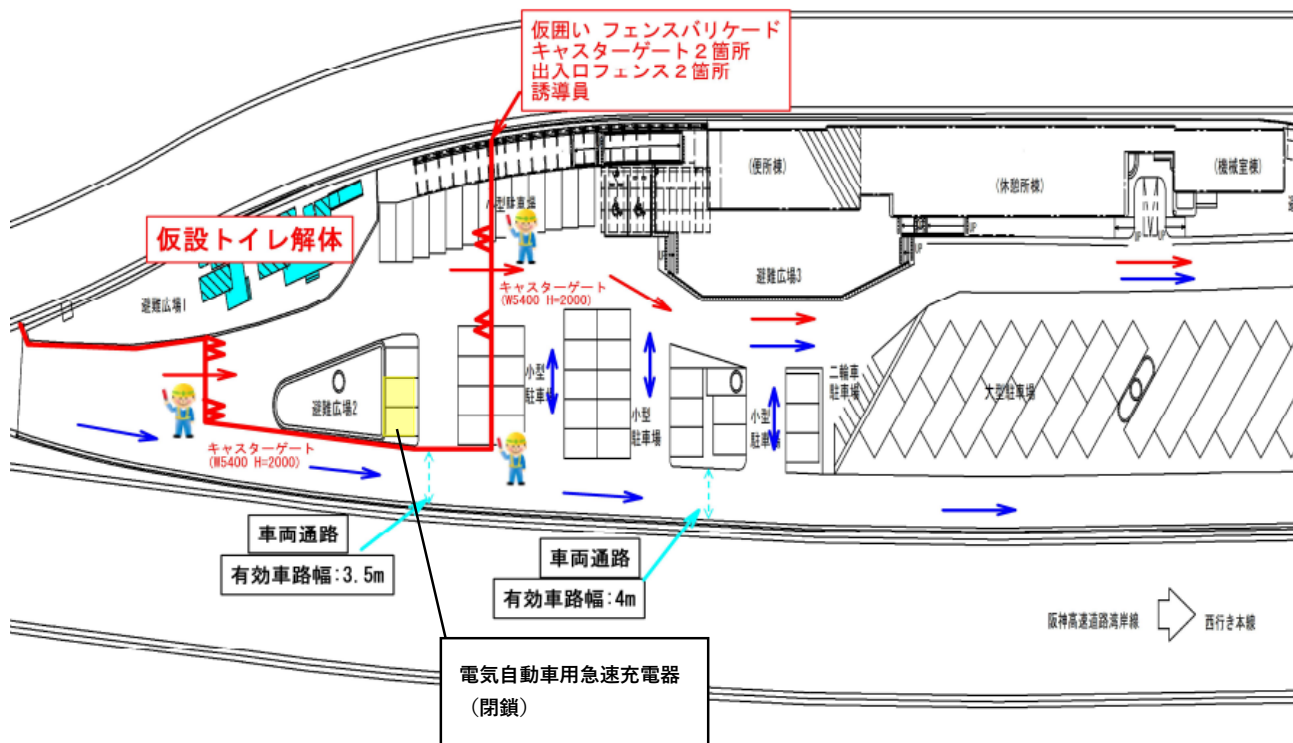 仮囲い フェンスバリケード
キャスターゲート２箇所
出入口フェンス２箇所
誘導員
(便所棟)
(休憩所棟)
(機械室棟)
小型駐車場
仮設トイレ解体
避難広場1
避難広場3
UP
UP
UP
UP
UP
キャスターゲート
(W5400 H=2000)
避難広場2
小型
駐車場
小型
駐車場
小型
駐車場
二輪車
駐車場
大型駐車場
キャスターゲート
(W5400 H=2000)
車両通路
有効車路幅:3.5m
車両通路
有効車路幅:4m
阪神高速道路湾岸線
西行き本線
電気自動車用急速充電器
（閉鎖）